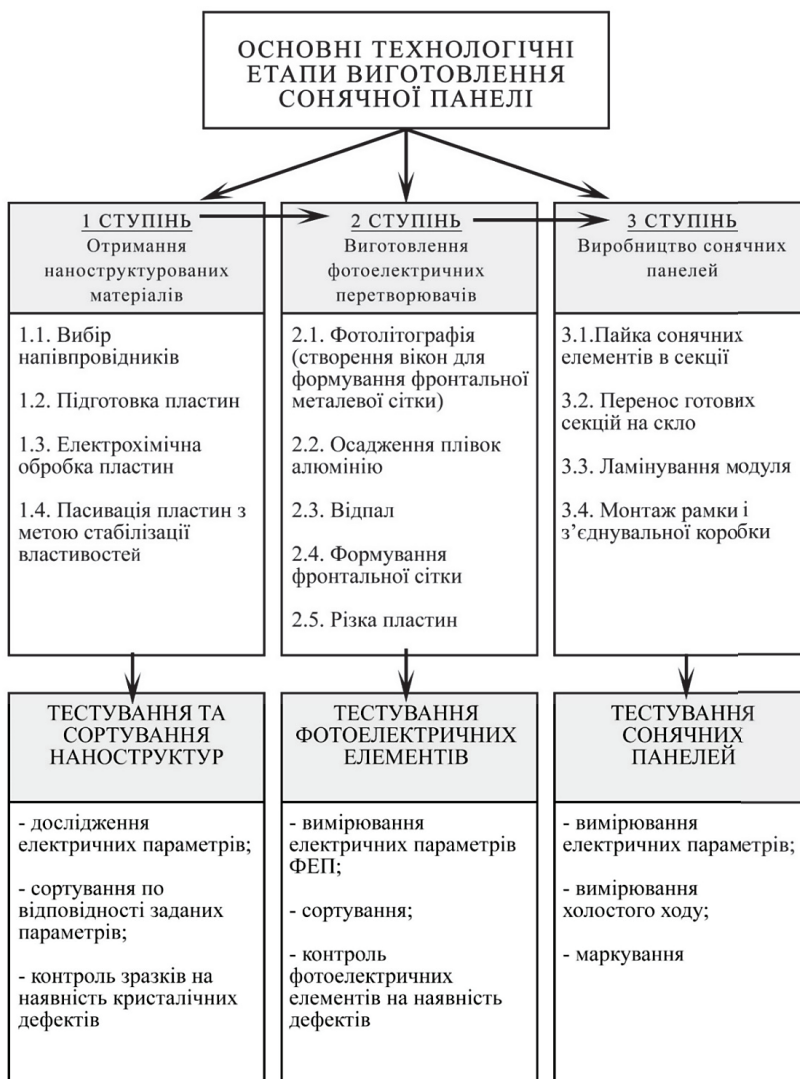 ОСНОВНІ ТЕХНОЛОГІЧНІ
ЕТАПИ ВИГОТОВЛЕННЯ
СОНЯЧНОЇ ПАНЕЛІ
1 СТУПІНЬ
Отримання
наноструктурованих
матеріалів
1.1. Вибір
напівпровідників
1.2. Підготовка пластин
1.3. Електрохімічна
обробка пластин
1.4. Пасивація пластин з
метою стабілізації
властивостей
2 СТУПІНЬ
Виготовлення
фотоелектричних
перетворювачів
2.1. Фотолітографія
(створення вікон для
формування фронтальної
металевої сітки)
2.2. Осадження плівок
алюмінію
2.3. Відпал
2.4. Формування
фронтальної сітки
2.5. Різка пластин
3 СТУПІНЬ
Виробництво сонячних
панелей
3.1.Пайка сонячних
елементів в секції
3.2. Перенос готових
секцій на скло
3.3. Ламінування модуля
3.4. Монтаж рамки і
з’єднувальної коробки
ТЕСТУВАННЯ ТА
СОРТУВАННЯ
НАНОСТРУКТУР
- дослідження
електричних параметрів;
- сортування по
відповідності заданих
параметрів;
- контроль зразків на
наявність кристалічних
дефектів
ТЕСТУВАННЯ
ФОТОЕЛЕКТРИЧНИХ
ЕЛЕМЕНТІВ
- вимірювання
електричних параметрів
ФЕП;
- сортування;
- контроль
фотоелектричних
елементів на наявність
дефектів
ТЕСТУВАННЯ
СОНЯЧНИХ
ПАНЕЛЕЙ
- вимірювання
електричних параметрів;
- вимірювання
холостого ходу;
- маркування